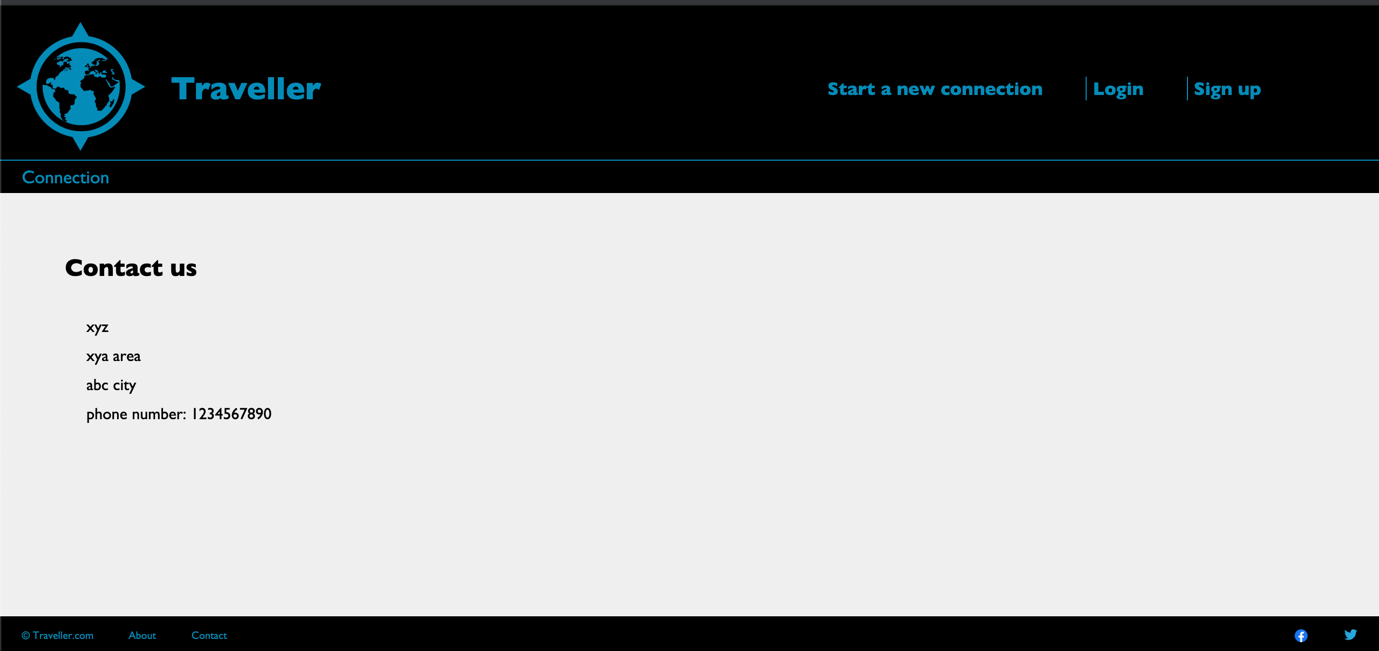 Traveller
Start a new connection
Login
Sign up
Connection
Contact us
xyz
xya area
abc city
phone number: 1234567890
© Traveller.com About Contact